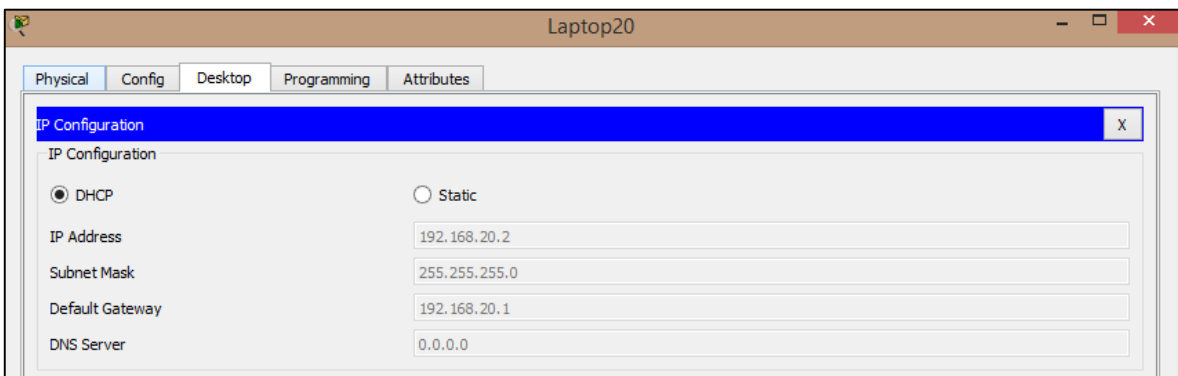 Laptop20
Physical Config Desktop Programming Attributes
IP Configuration X
IP Configuration
DHCP Static
IP Address 192.168.20.2
Subnet Mask 255.255.255.0
Default Gateway 192.168.20.1
DNS Server 0.0.0.0